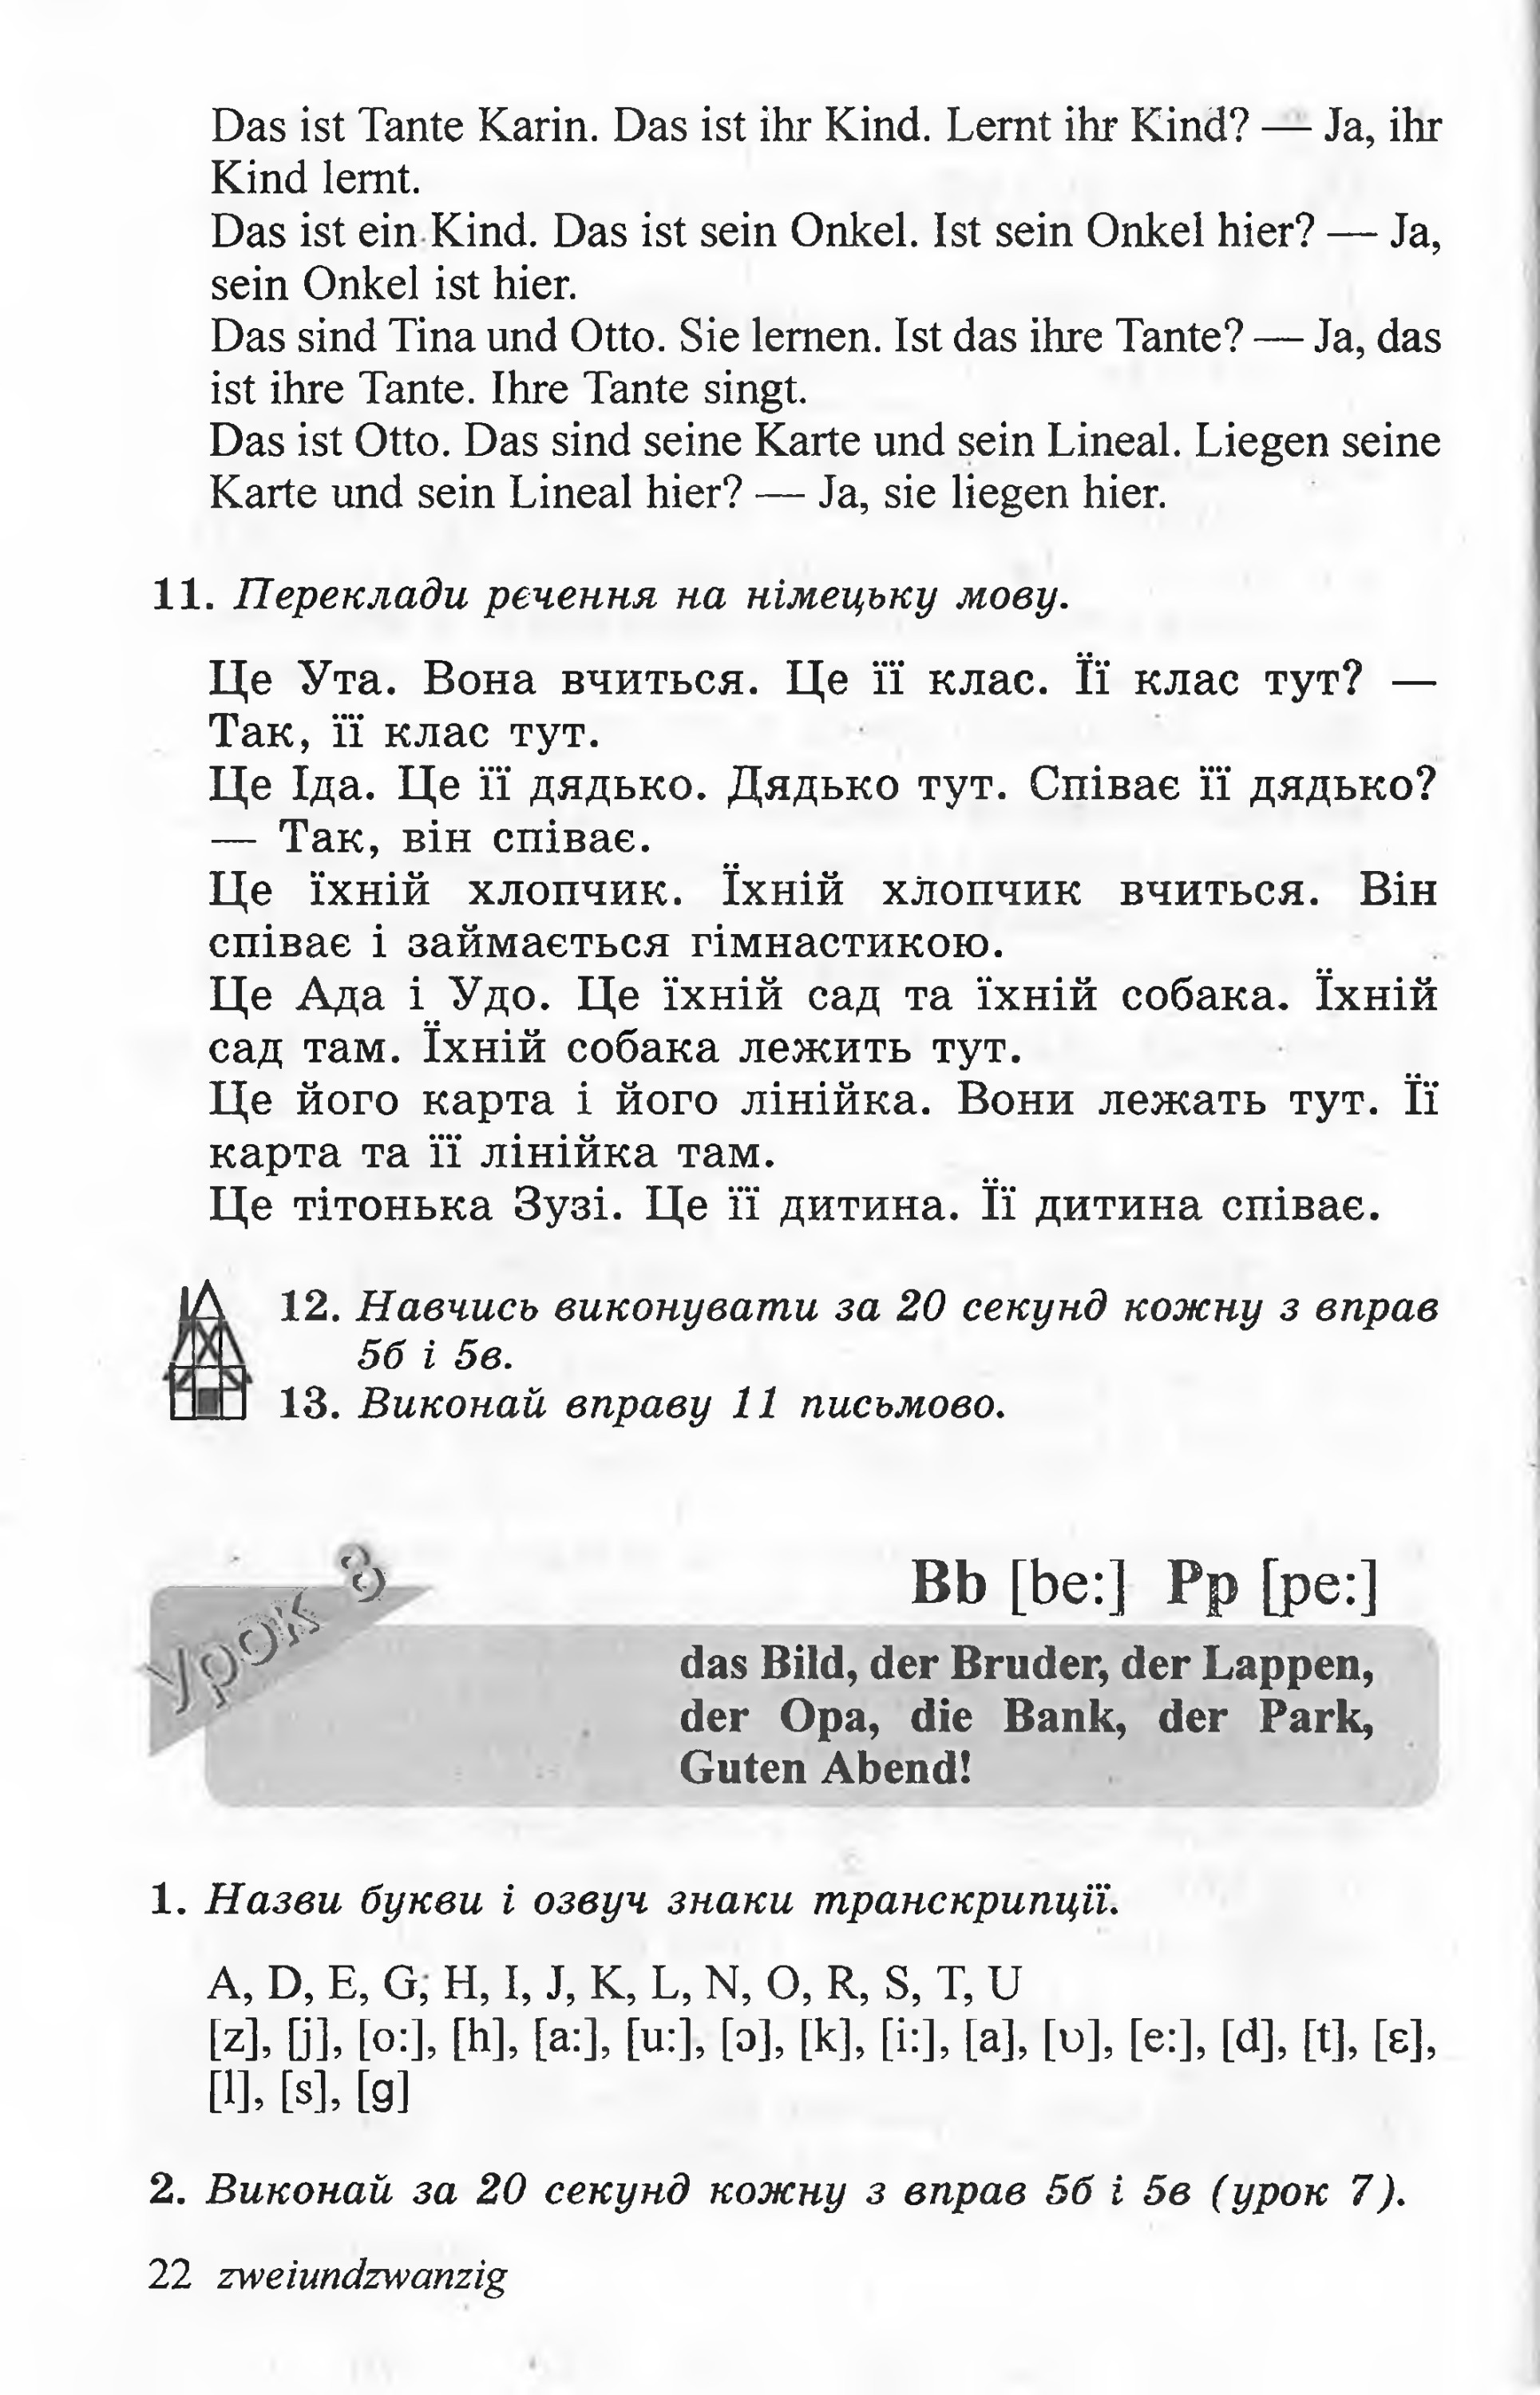 Das ist Tante Karin. Das ist ihr Kind. Lernt ihr Kind? — Ja, ihr
Kind lernt.
Das ist ein Kind. Das ist sein Onkel. Ist sein Onkel hier? — Ja,
sein Onkel ist hier.
Das sind Tina und Otto. Sie lernen. Ist das ihre Tante? — Ja, das
ist ihre Tante. Ihre Tante singt.
Das ist Otto. Das sind seine Karte und sein Lineal. Liegen seine
Karte und sein Lineal hier? — Ja, sie liegen hier.
11. Переклади речення на німецьку мову.
Це Ута. Вона вчиться. Це її клас. Її клас тут? —
Так, її клас тут.
Це Іда. Це її дядько. Дядько тут. Співає її дядько?
— Так, він співає.
Це їхній хлопчик. Їхній хлопчик вчиться. Він
співає і займається гімнастикою.
Це Ада і Удо. Це їхній сад та їхній собака. Їхній
сад там. Їхній собака лежить тут.
Це його карта і його лінійка. Вони лежать тут. Її
карта та її лінійка там.
Це тітонька Зузі. Це її дитина. Її дитина співає.
12. Навчись виконувати за 20 секунд кожну з вправ
5б і 5в.
13. Виконай вправу 11 письмово.
Урок 8
Bb [be:] Pp [pe:]
das Bild, der Bruder, der Lappen,
der Opa, die Bank, der Park,
Guten Abend!
1. Назви букви і озвуч знаки транскрипції.
A, D, E, G, H, I, J, K, L, N, O, R, S, T, U
[z], [j], [o:], [h], [a:], [u:], [ɔ], [k], [i:], [a], [ʊ], [e:], [d], [t], [ɛ],
[l], [s], [g]
2. Виконай за 20 секунд кожну з вправ 5б і 5в (урок 7).
22 zweiundzwanzig